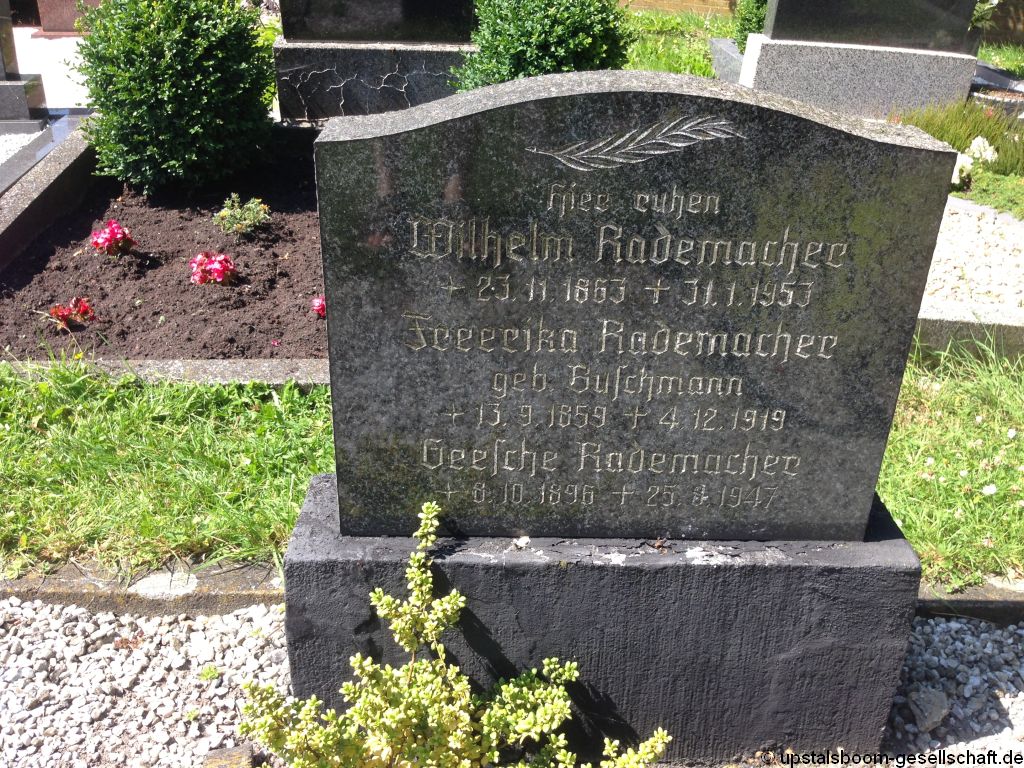 Hier ruhen
Wilhelm Rademacher
+ 23. 11. 1863 + 31. 1. 1953
Freerika Rademacher
geb. Buschmann
+ 13. 9. 1859 + 4. 12. 1919
Geesche Rademacher
+ 8. 10. 1896 + 25. 8. 1947
© upstalsboom-gesellschaft.de